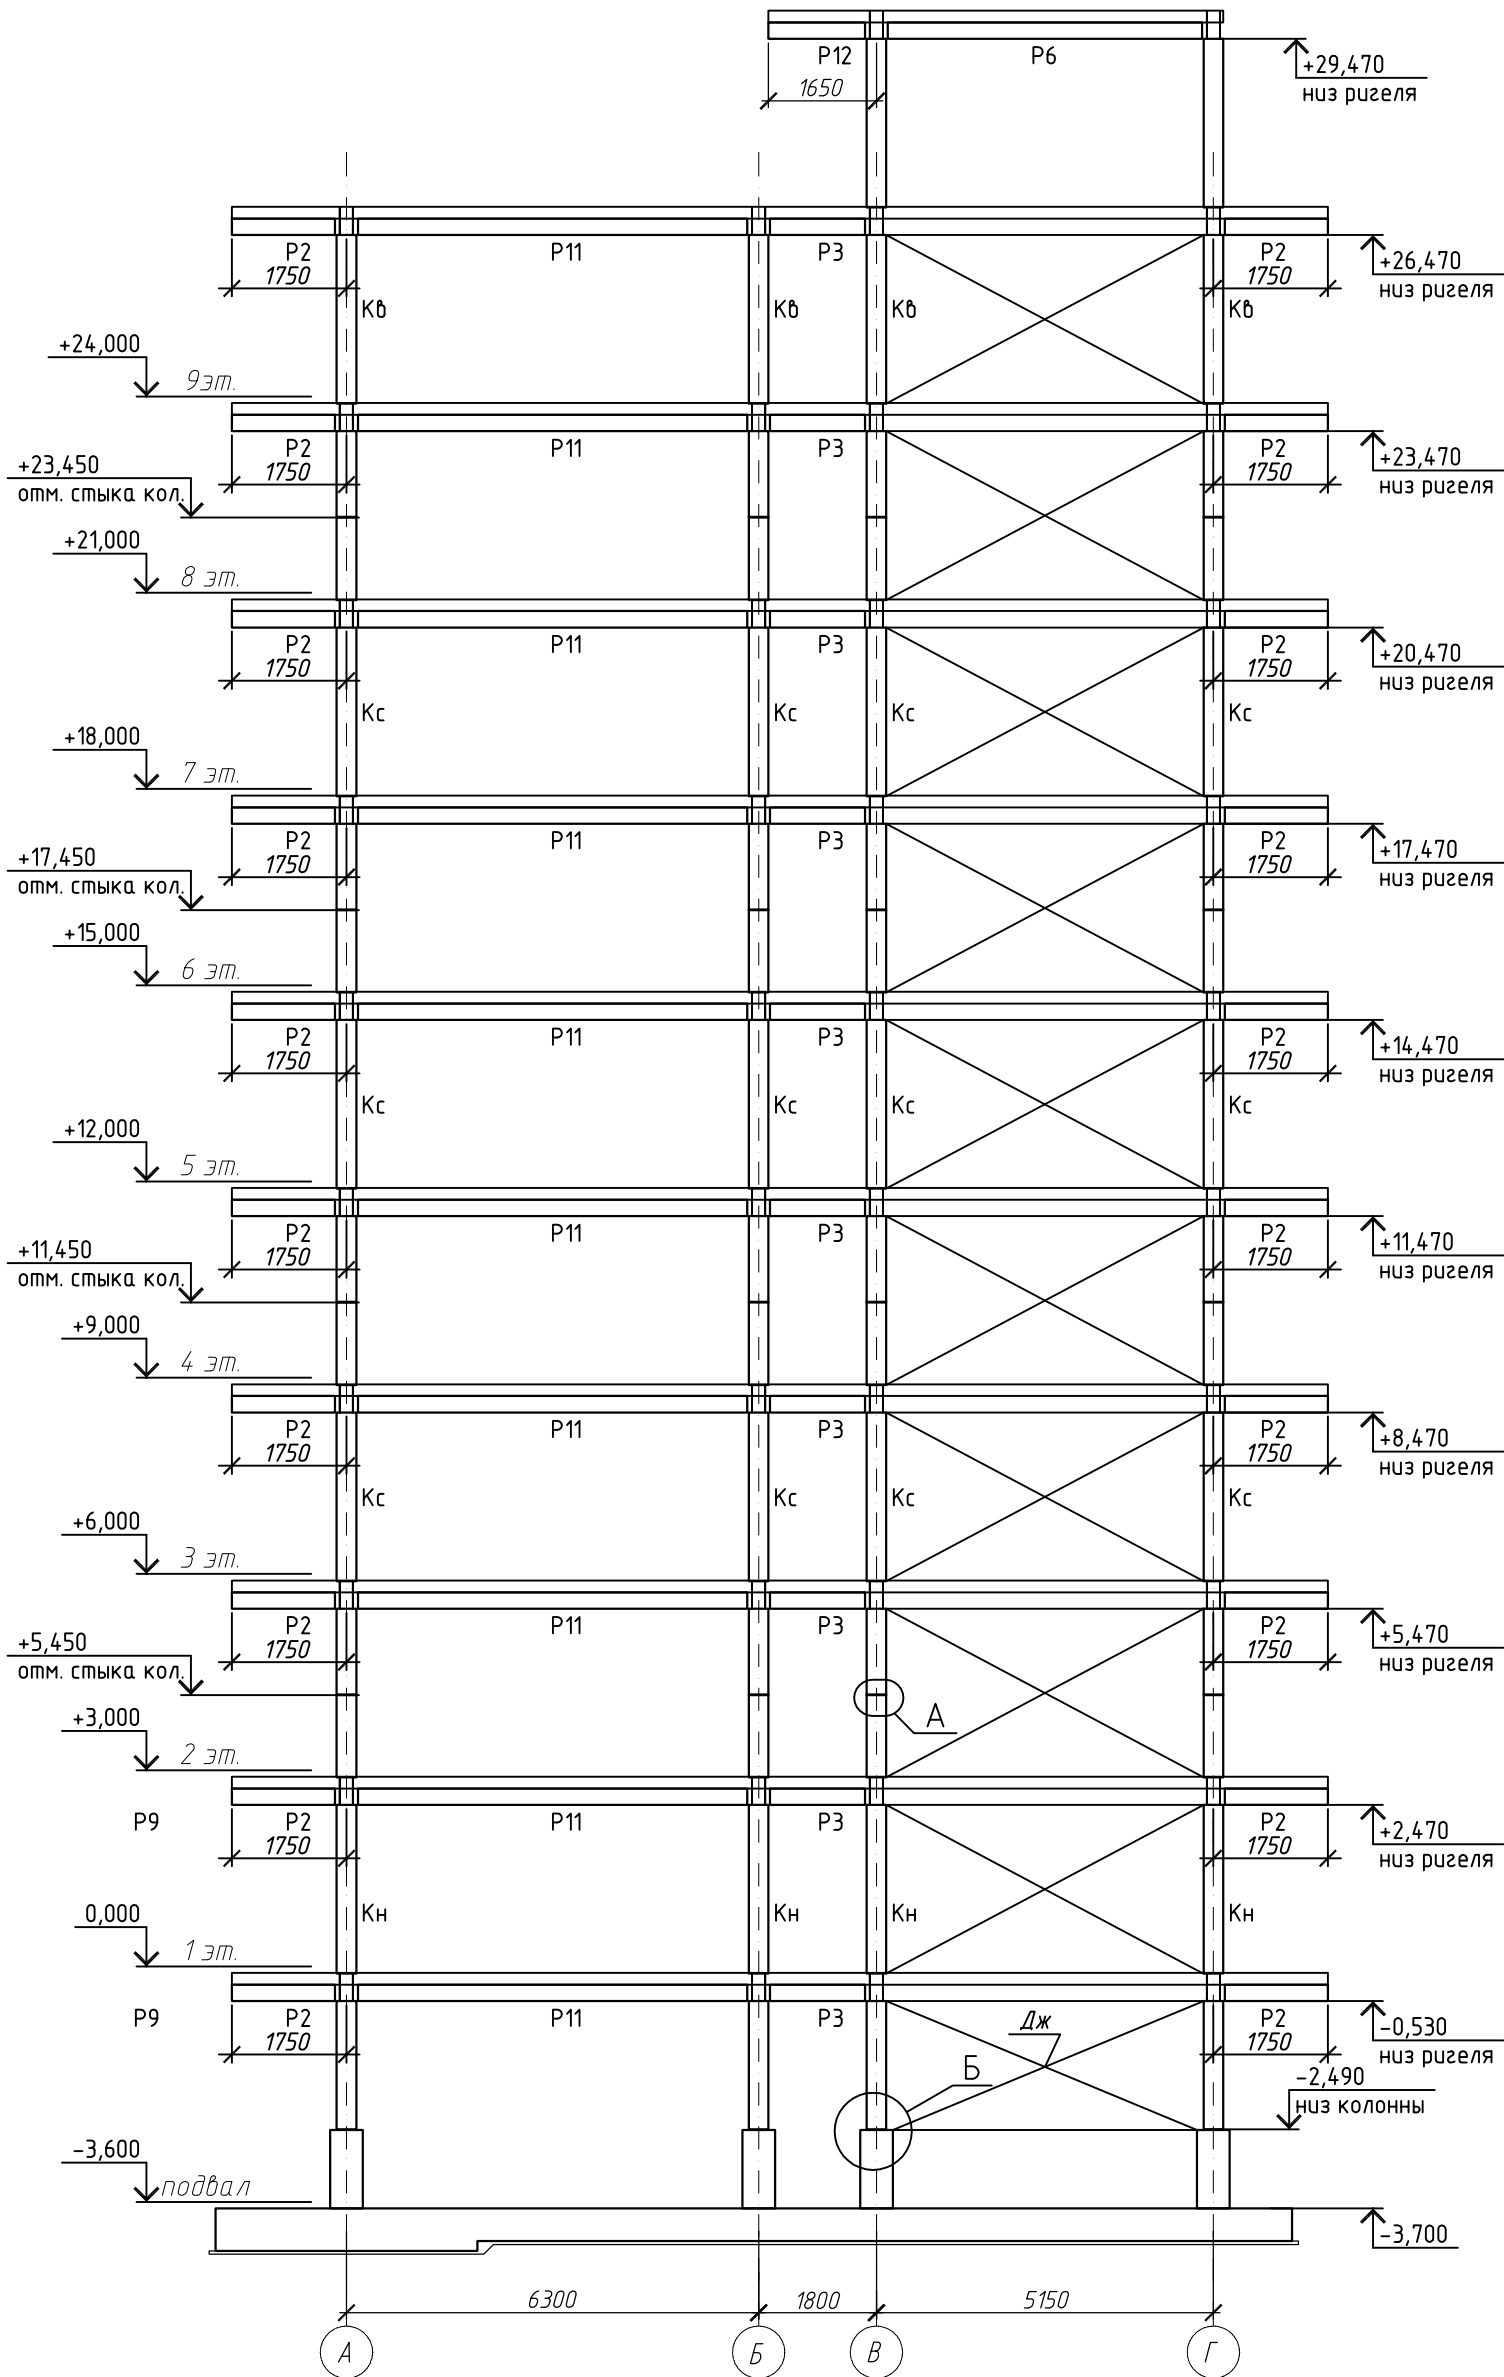 Р12
Р6
+29,470
низ ригеля
1650
Р2
Р11
Р3
Р2
1750
1750
+26,470
низ ригеля
Кв
Кв
Кв
Кв
+24,000
9эт.
Р2
Р11
Р3
Р2
1750
1750
+23,470
низ ригеля
+23,450
отм. стыка кол.
+21,000
8 эт.
Р2
Р11
Р3
Р2
1750
1750
+20,470
низ ригеля
Кс
Кс
Кс
Кс
+18,000
7 эт.
Р2
Р11
Р3
Р2
1750
1750
+17,470
низ ригеля
+17,450
отм. стыка кол.
+15,000
6 эт.
Р2
Р11
Р3
Р2
1750
1750
+14,470
низ ригеля
Кс
Кс
Кс
Кс
+12,000
5 эт.
Р2
Р11
Р3
Р2
1750
1750
+11,470
низ ригеля
+11,450
отм. стыка кол.
+9,000
4 эт.
Р2
Р11
Р3
Р2
1750
1750
+8,470
низ ригеля
Кс
Кс
Кс
Кс
+6,000
3 эт.
Р2
Р11
Р3
Р2
1750
1750
+5,470
низ ригеля
+5,450
отм. стыка кол.
А
+3,000
2 эт.
Р9
Р2
Р11
Р3
Р2
1750
1750
+2,470
низ ригеля
Кн
Кн
Кн
Кн
0,000
1 эт.
Р9
Р2
Р11
Р3
Дж
Р2
1750
1750
-0,530
низ ригеля
Б
-2,490
низ колонны
-3,600
подвал
-3,700
6300
1800
5150
А
Б
В
Г